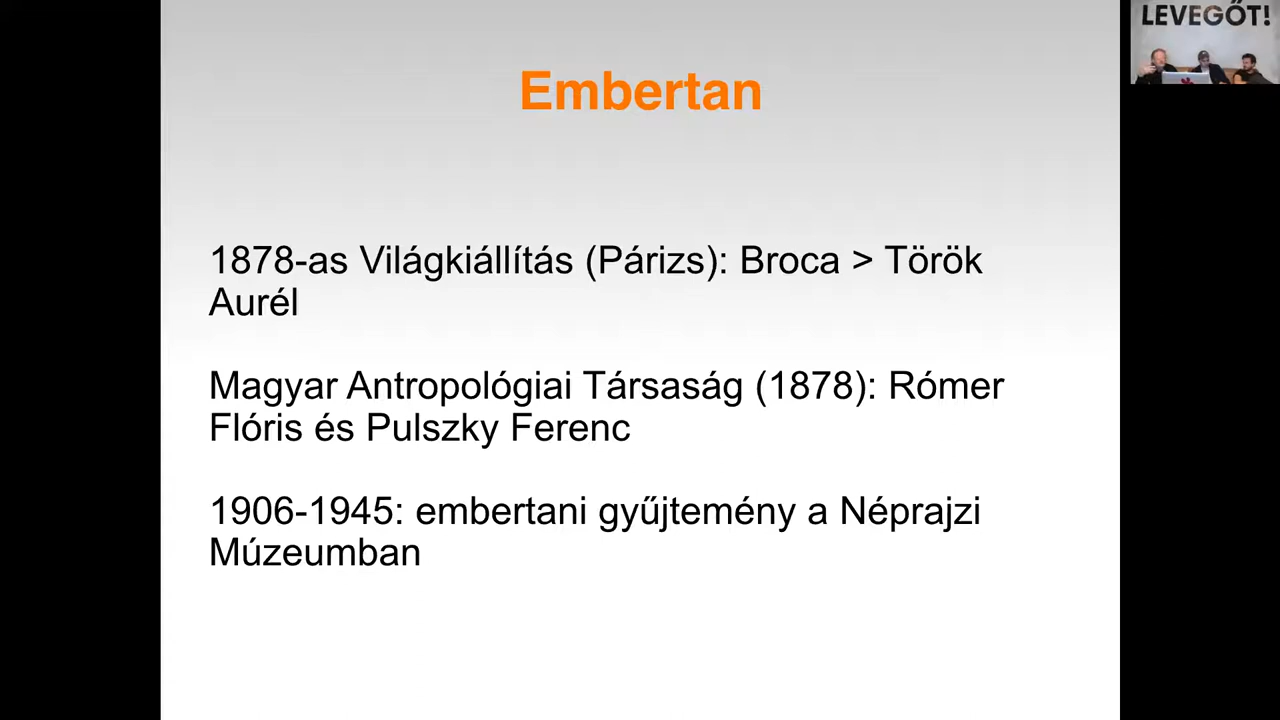 LEVEGŐT!
Embertan
1878-as Világkiállítás (Párizs): Broca > Török
Aurél
Magyar Antropológiai Társaság (1878): Rómer
Flóris és Pulszky Ferenc
1906-1945: embertani gyűjtemény a Néprajzi
Múzeumban